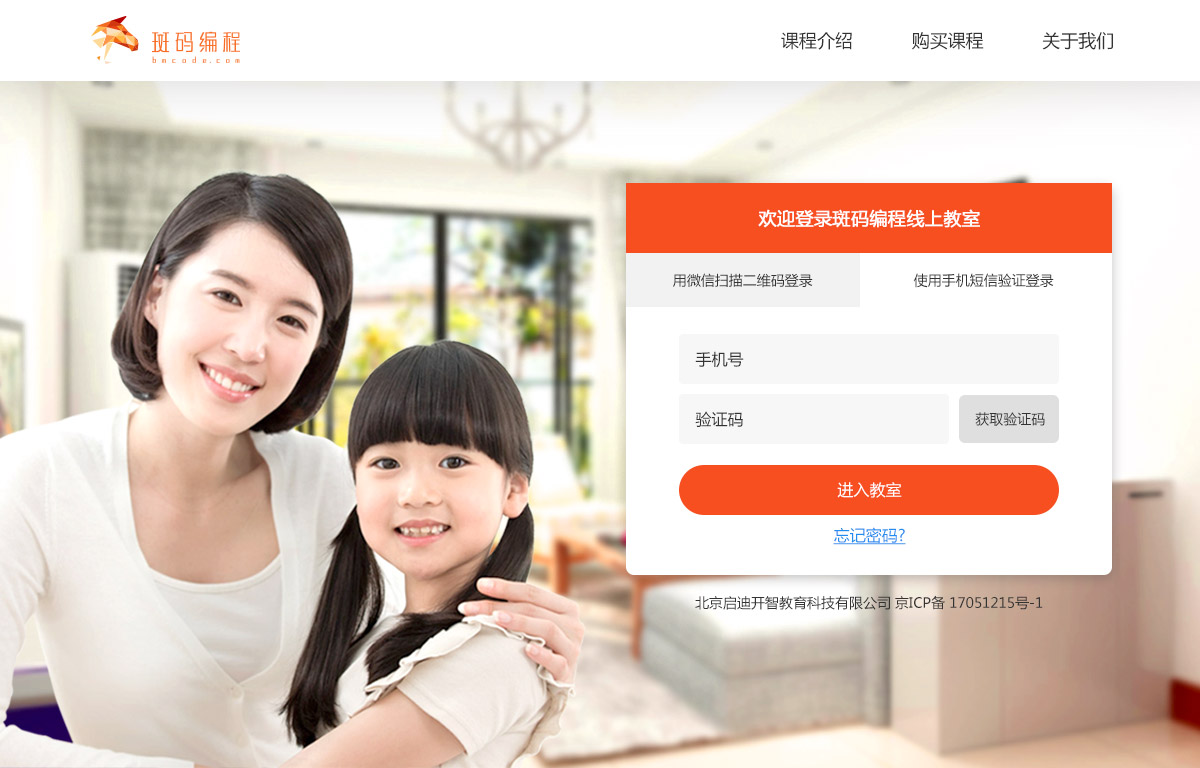 斑码编程
bmcode.com
课程介绍
购买课程
关于我们
欢迎登录斑码编程线上教室
用微信扫描二维码登录
使用手机短信验证登录
手机号
验证码
获取验证码
进入教室
忘记密码?
北京启迪开智教育科技有限公司 京ICP备 17051215号-1